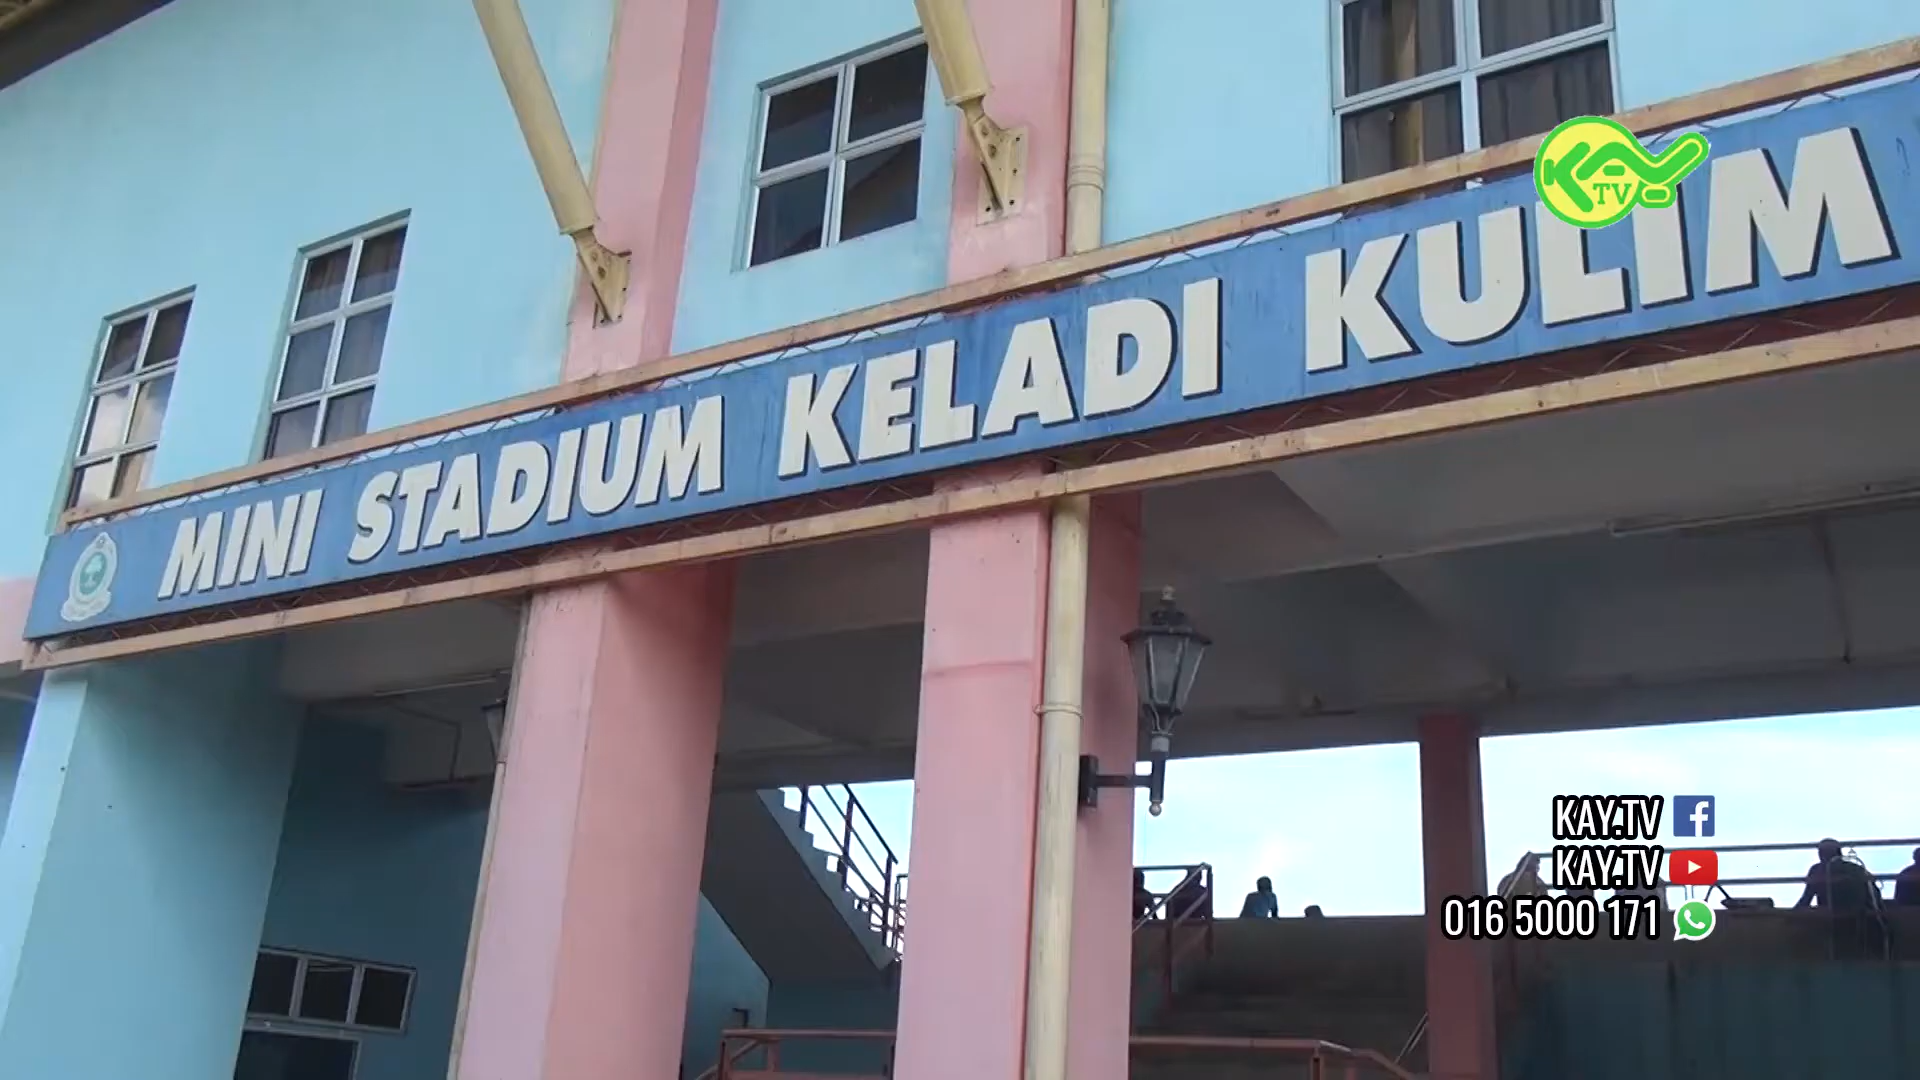 KAY
TV
MINI STADIUM KELADI KULIM
KAY.TV
KAY.TV
016 5000 171